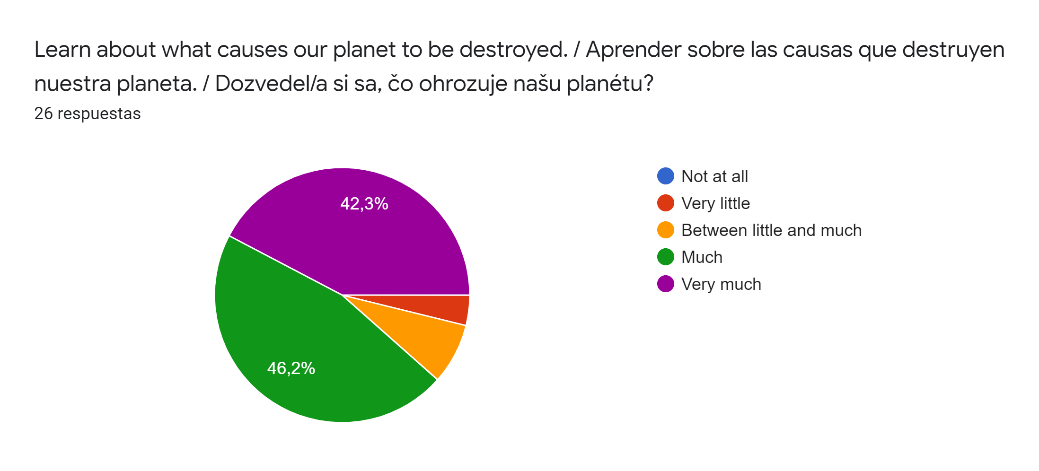 Learn about what causes our planet to be destroyed. / Aprender sobre las causas que destruyen
nuestra planeta. / Dozvedel/a si sa, čo ohrozuje našu planétu?
26 respuestas
42,3%
46,2%
Not at all
Very little
Between little and much
Much
Very much